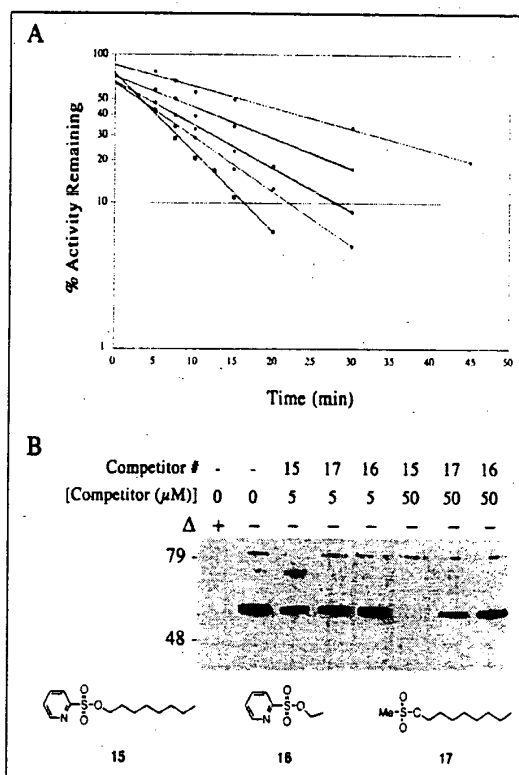 A
100
50
40
30
20
10
1
% Activity Remaining
0 5 10 15 20 25 30 35 40 45 50
Time (min)
B
Competitor # - - 15 17 16 15 17 16
[Competitor (µM)] 0 0 5 5 5 50 50 50
Δ + - - - - - - -
79
48
N S O O O
N S O O O
Me S O O O
15 16 17